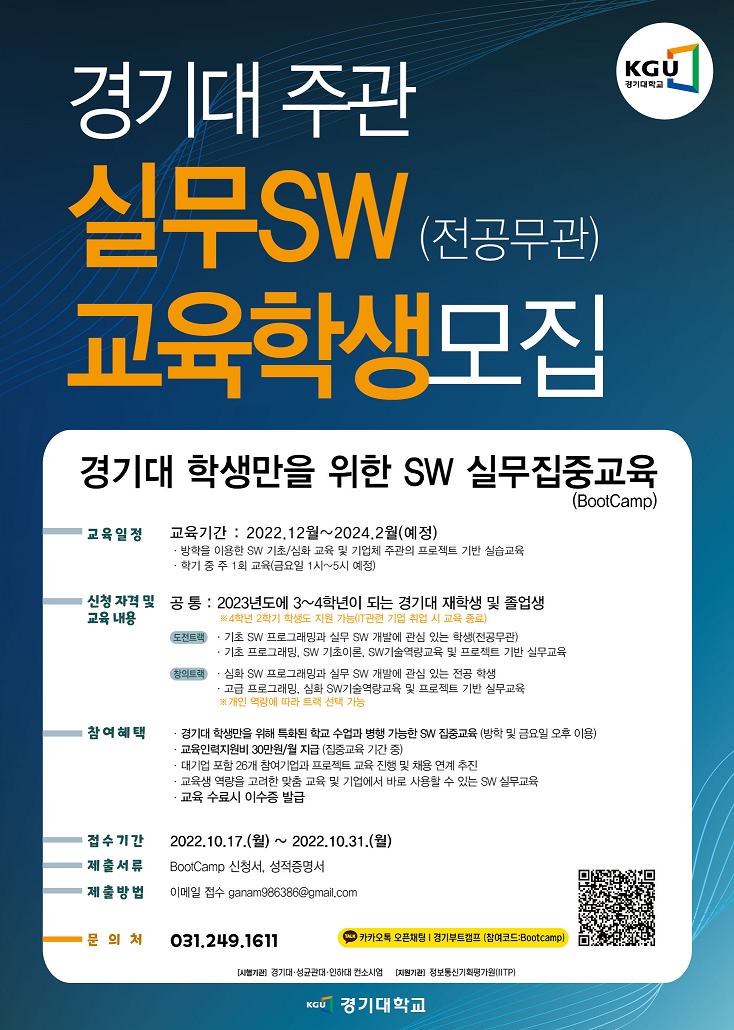 KGU
경기대학교
경기대 주관
실무SW (전공무관)
교육학생모집
경기대 학생만을 위한 SW 실무집중교육
(BootCamp)
교육일정
교육기간 : 2022.12월~2024.2월(예정)
· 방학을 이용한 SW 기초/심화 교육 및 기업체 주관의 프로젝트 기반 실습교육
· 학기 중 주 1회 교육(금요일 1시~5시 예정)
신청 자격 및
교육 내용
공 통 : 2023년도에 3~4학년이 되는 경기대 재학생 및 졸업생
※4학년 2학기 학생도 지원 가능(IT관련 기업 취업 시 교육 종료)
도전트랙 · 기초 SW 프로그래밍과 실무 SW 개발에 관심 있는 학생(전공무관)
· 기초 프로그래밍, SW 기초이론, SW기술역량교육 및 프로젝트 기반 실무교육
창의트랙 · 심화 SW 프로그래밍과 실무 SW 개발에 관심 있는 전공 학생
· 고급 프로그래밍, 심화 SW기술역량교육 및 프로젝트 기반 실무교육
※개인 역량에 따라 트랙 선택 가능
참여혜택
· 경기대 학생만을 위해 특화된 학교 수업과 병행 가능한 SW 집중교육 (방학 및 금요일 오후 이용)
· 교육인력지원비 30만원/월 지급 (집중교육 기간 중)
· 대기업 포함 26개 참여기업과 프로젝트 교육 진행 및 채용 연계 추진
· 교육생 역량을 고려한 맞춤 교육 및 기업에서 바로 사용할 수 있는 SW 실무교육
· 교육 수료시 이수증 발급
접수기간 2022.10.17.(월) ~ 2022.10.31.(월)
제출서류 BootCamp 신청서, 성적증명서
제출방법 이메일 접수 ganam986386@gmail.com
문 의 처 031.249.1611
TALK 카카오톡 오픈채팅 | 경기부트캠프 (참여코드:Bootcamp)
[시행기관] 경기대·성균관대·인하대 컨소시엄 [지원기관] 정보통신기획평가원(IITP)
KGU 경기대학교